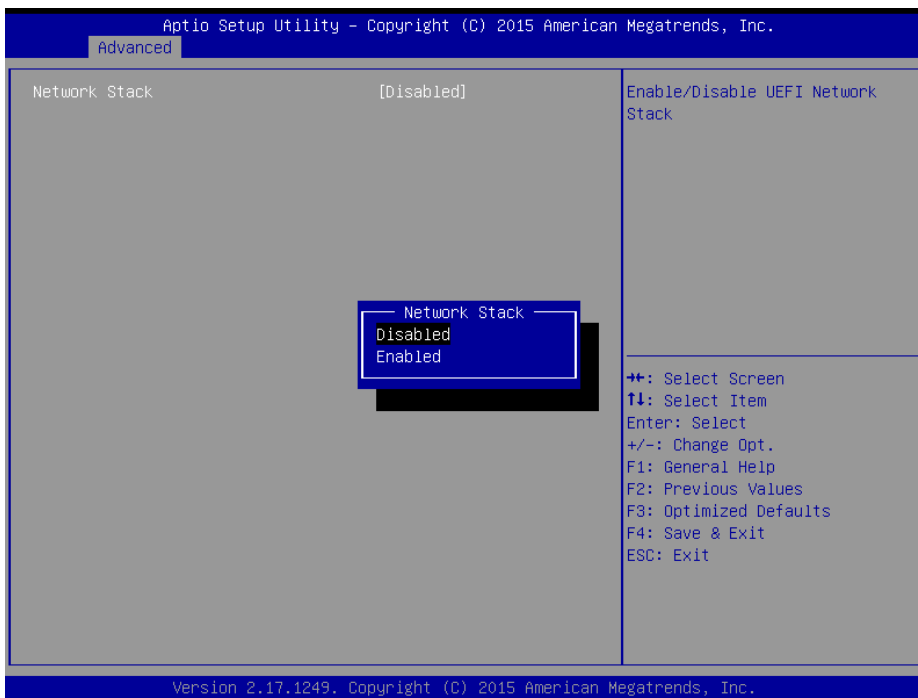 Aptio Setup Utility – Copyright (C) 2015 American Megatrends, Inc.
Advanced
Network Stack [Disabled]
Enable/Disable UEFI Network
Stack
Network Stack
Disabled
Enabled
→←: Select Screen
↑↓: Select Item
Enter: Select
+/-: Change Opt.
F1: General Help
F2: Previous Values
F3: Optimized Defaults
F4: Save & Exit
ESC: Exit
Version 2.17.1249. Copyright (C) 2015 American Megatrends, Inc.